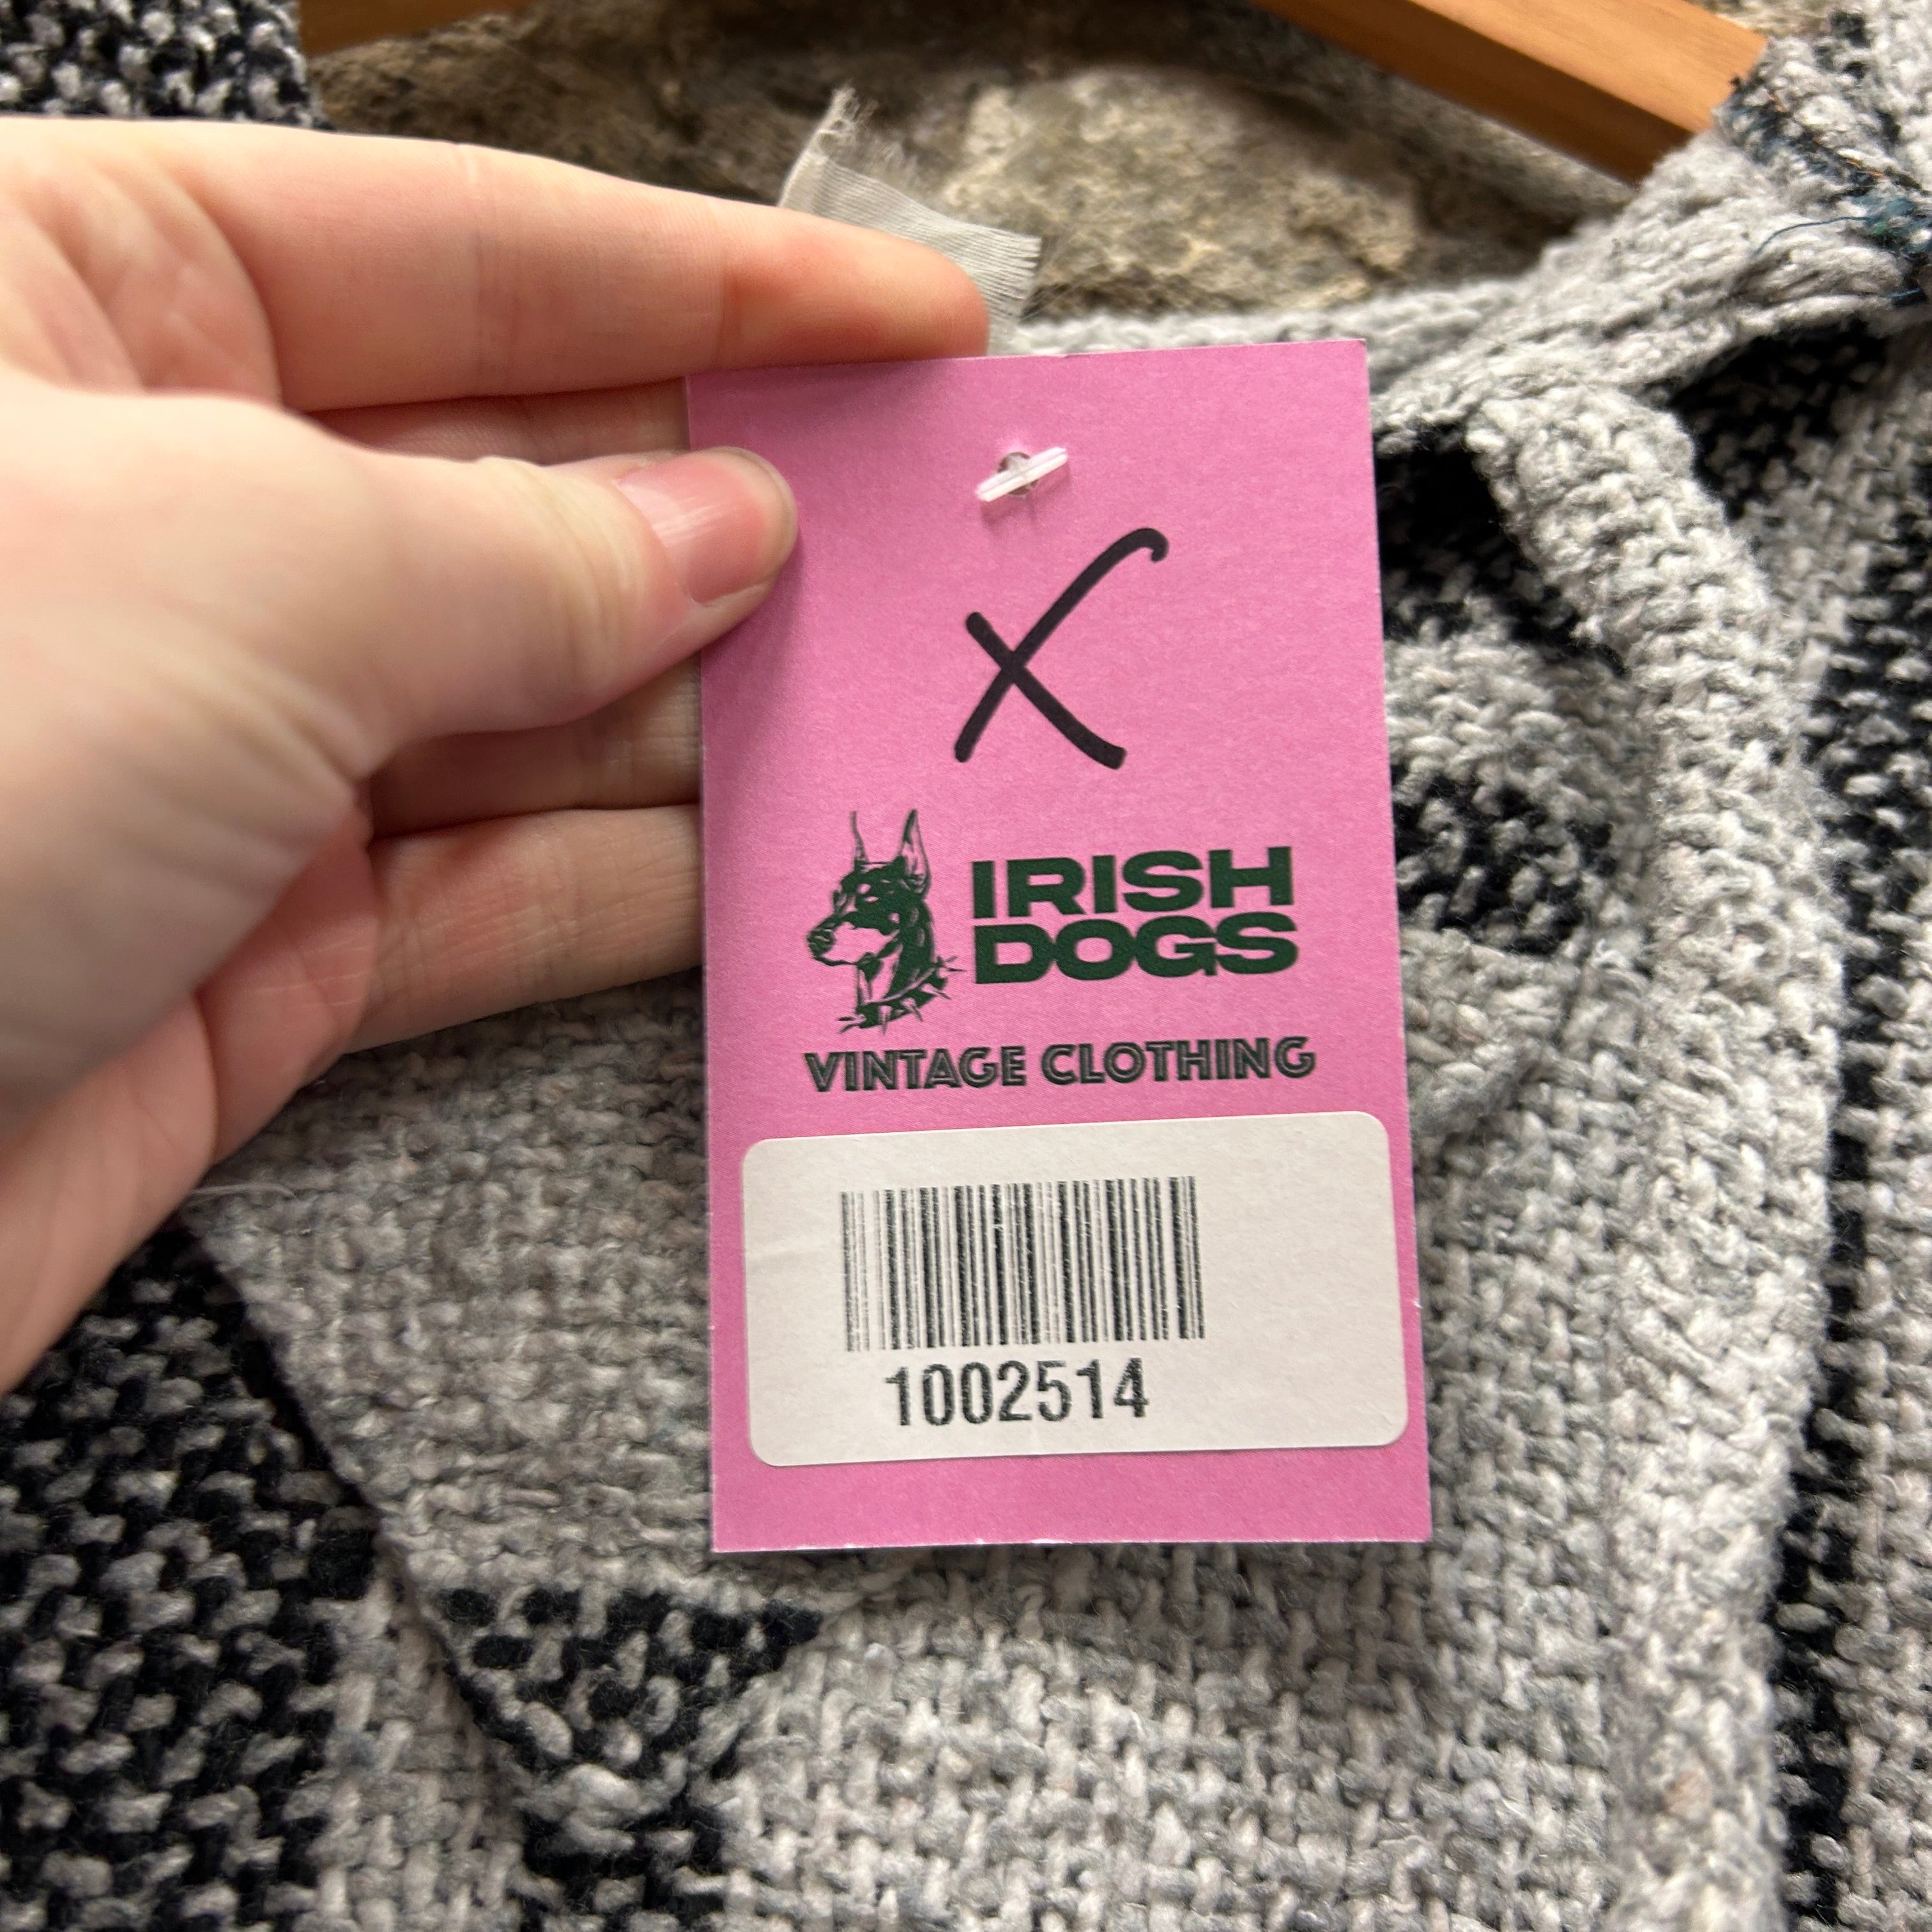 X
IRISH
DOGS
VINTAGE CLOTHING
1002514